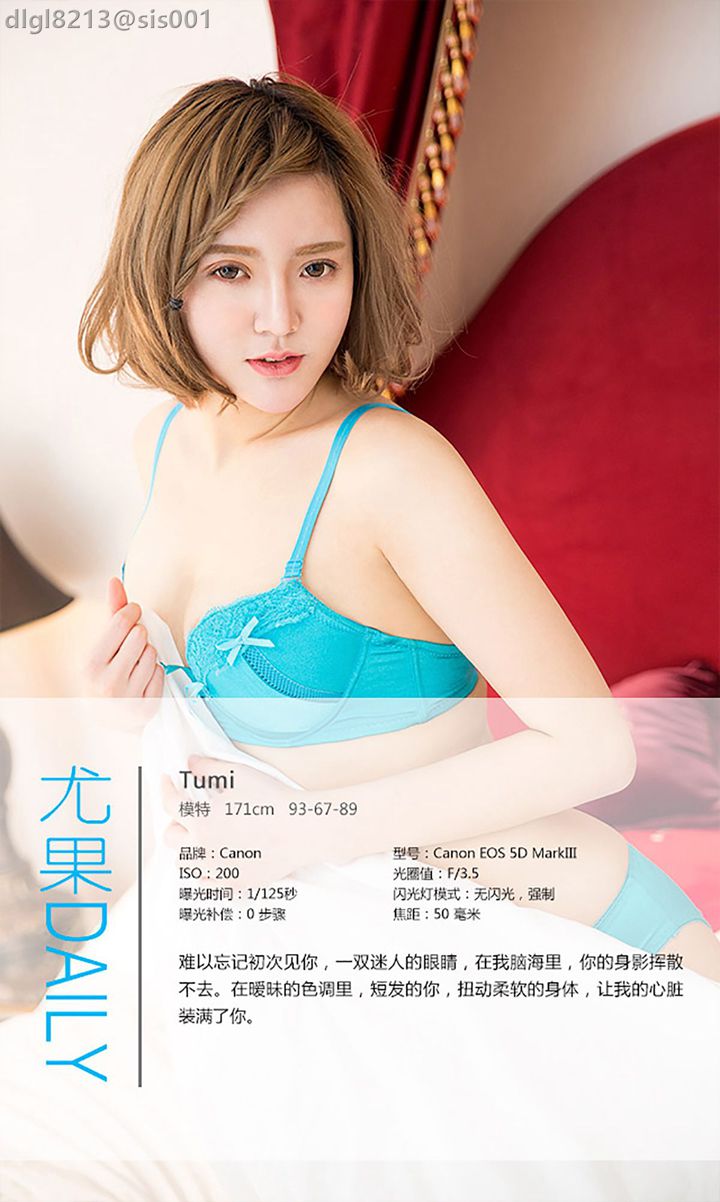 dlgl8213@sis001
尤果DAILY
Tumi
模特 171cm 93-67-89
品牌：Canon 型号：Canon EOS 5D MarkIII
ISO：200 光圈值：F/3.5
曝光时间：1/125秒 闪光灯模式：无闪光，强制
曝光补偿：0 步骤 焦距：50 毫米
难以忘记初次见你，一双迷人的眼睛，在我脑海里，你的身影挥散
不去。在暧昧的色调里，短发的你，扭动柔软的身体，让我的心脏
装满了你。